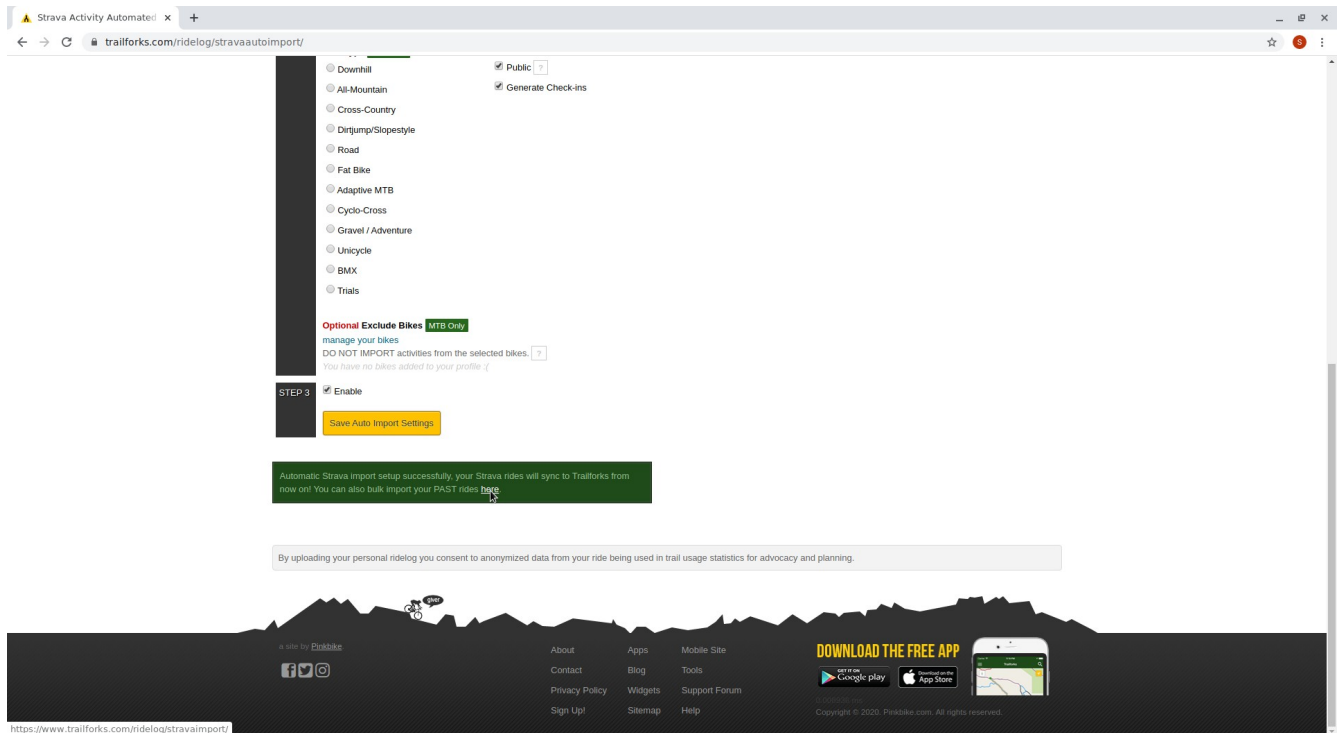 Strava Activity Automated
trailforks.com/ridelog/stravaautoimport/
S
Downhill
All-Mountain
Cross-Country
Dirtjump/Slopestyle
Road
Fat Bike
Adaptive MTB
Cyclo-Cross
Gravel / Adventure
Unicycle
BMX
Trials
Public ?
Generate Check-ins
Optional Exclude Bikes MTB Only
manage your bikes
DO NOT IMPORT activities from the selected bikes. ?
You have no bikes added to your profile :(
STEP 3
Enable
Save Auto Import Settings
Automatic Strava import setup successfully, your Strava rides will sync to Trailforks from
now on! You can also bulk import your PAST rides here.
By uploading your personal ridelog you consent to anonymized data from your ride being used in trail usage statistics for advocacy and planning.
giver
a site by Pinkbike
About
Contact
Privacy Policy
Sign Up!
Apps
Blog
Widgets
Sitemap
Mobile Site
Tools
Support Forum
Help
DOWNLOAD THE FREE APP
GET IT ON
Google play
Download on the
App Store
Copyright © 2020. Pinkbike.com. All rights reserved.
https://www.trailforks.com/ridelog/stravaimport/